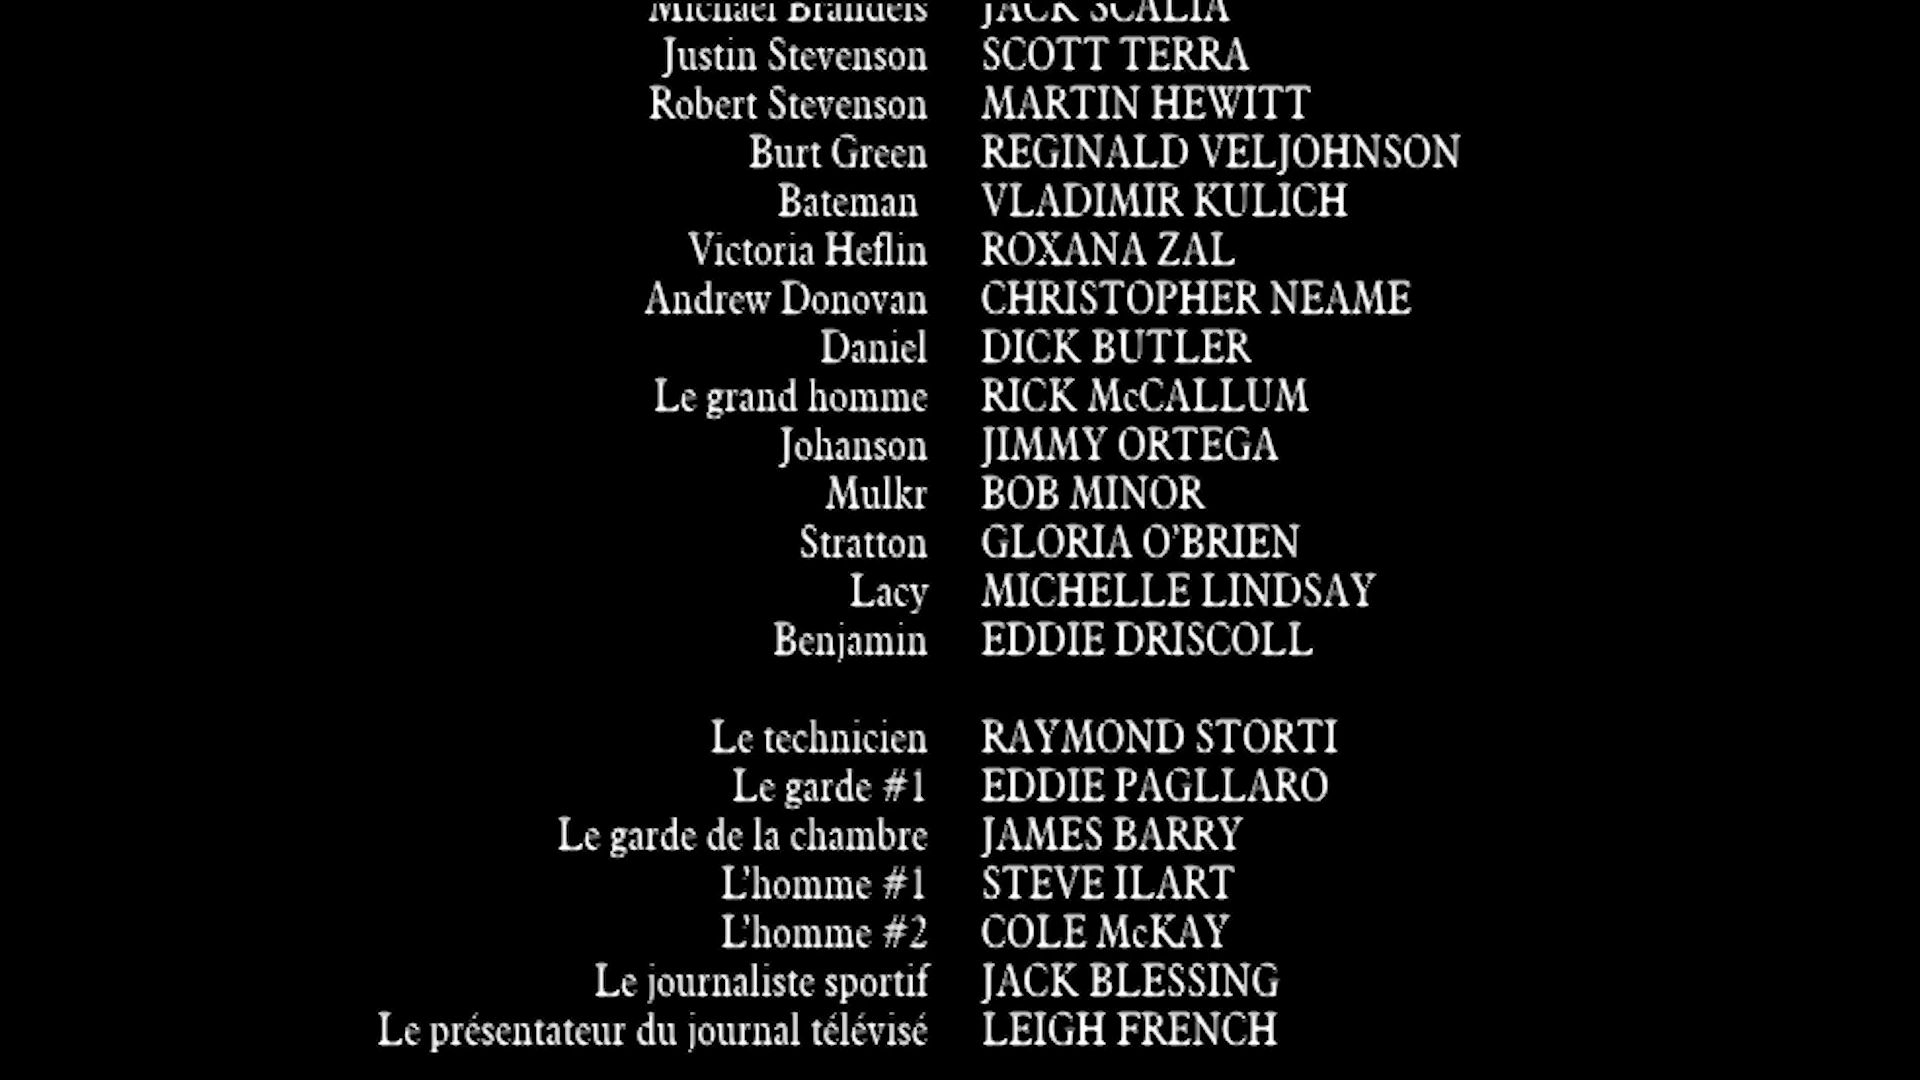 Michael Brandeis JACK SCALIA
Justin Stevenson SCOTT TERRA
Robert Stevenson MARTIN HEWITT
Burt Green REGINALD VELJOHNSON
Bateman VLADIMIR KULICH
Victoria Heflin ROXANA ZAL
Andrew Donovan CHRISTOPHER NEAME
Daniel DICK BUTLER
Le grand homme RICK McCALLUM
Johanson JIMMY ORTEGA
Mulkr BOB MINOR
Stratton GLORIA O'BRIEN
Lacy MICHELLE LINDSAY
Benjamin EDDIE DRISCOLL
Le technicien RAYMOND STORTI
Le garde #1 EDDIE PAGLLARO
Le garde de la chambre JAMES BARRY
L'homme #1 STEVE ILART
L'homme #2 COLE McKAY
Le journaliste sportif JACK BLESSING
Le présentateur du journal télévisé LEIGH FRENCH